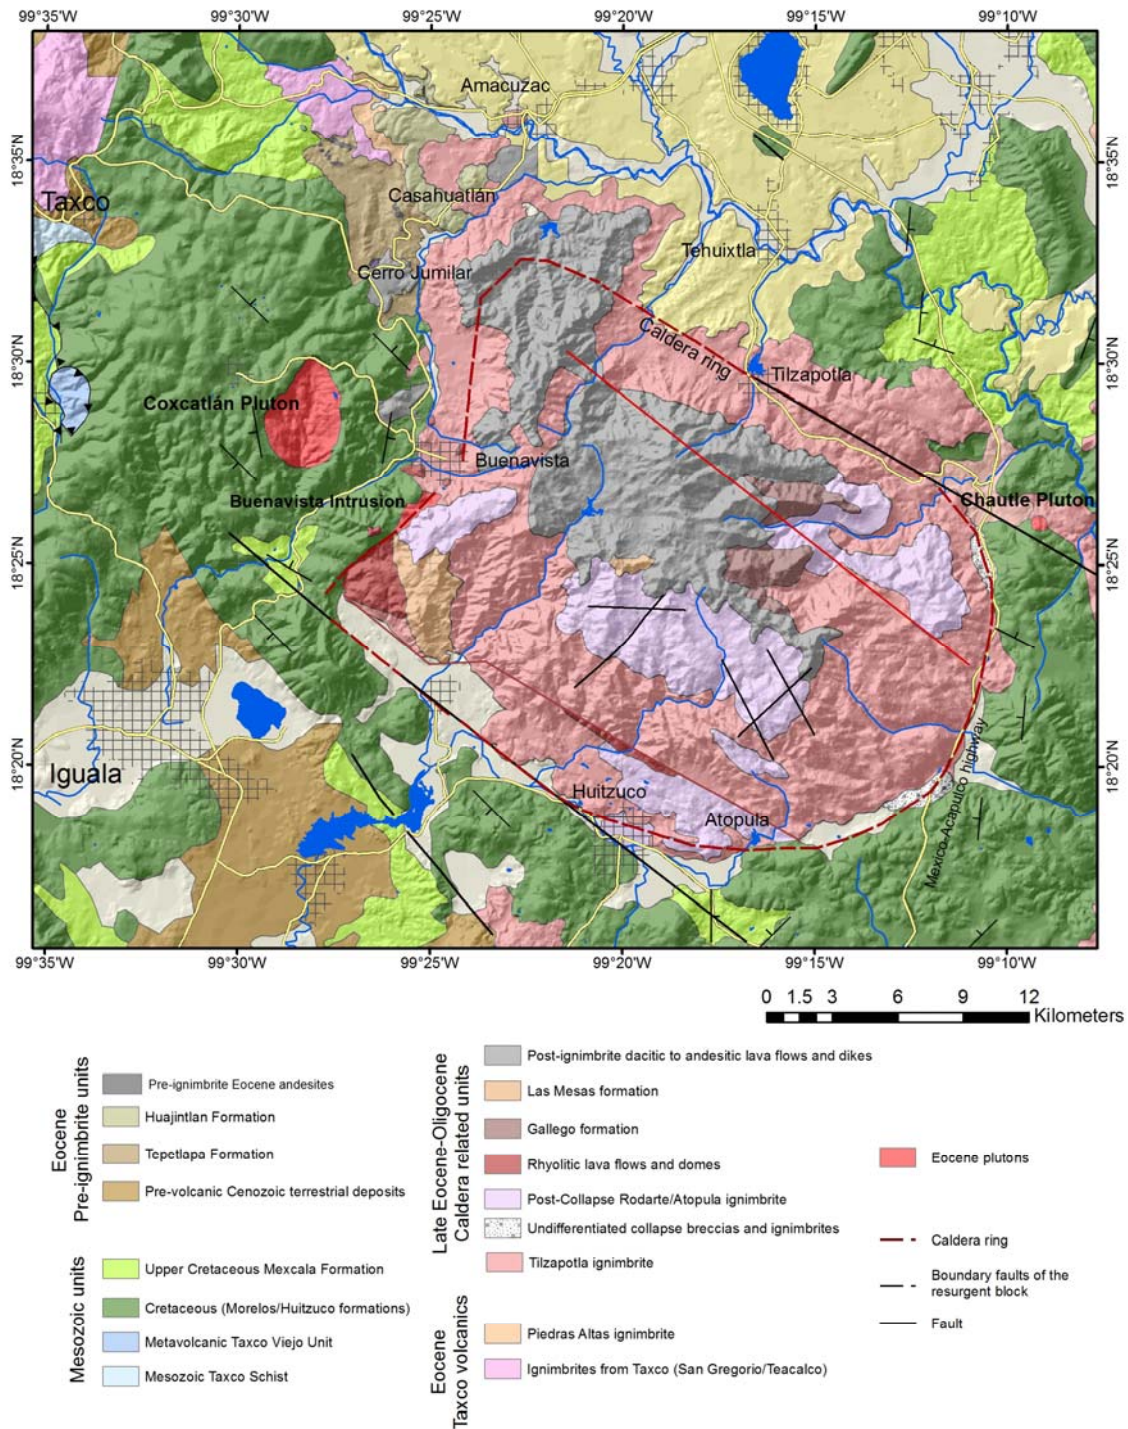 99°35'W 99°30'W 99°25'W 99°20'W 99°15'W 99°10'W
18°35'N
18°30'N
18°25'N
18°20'N
18°35'N
18°30'N
18°25'N
18°20'N
Amacuzac
Taxco
Casahuatlán
Tehuixtla
Cerro Jumilar
Caldera ring
Tilzapotla
Coxcatlán Pluton
Buenavista
Buenavista Intrusion
Chautle Pluton
Iguala
Huitzuco
Atopula
Mexico-Acapulco highway
99°35'W 99°30'W 99°25'W 99°20'W 99°15'W 99°10'W
0 1.5 3 6 9 12
Kilometers
Eocene
Pre-ignimbrite units
Pre-ignimbrite Eocene andesites
Huajintlan Formation
Tepetlapa Formation
Pre-volcanic Cenozoic terrestrial deposits
Mesozoic units
Upper Cretaceous Mexcala Formation
Cretaceous (Morelos/Huitzuco formations)
Metavolcanic Taxco Viejo Unit
Mesozoic Taxco Schist
Late Eocene-Oligocene
Caldera related units
Post-ignimbrite dacitic to andesitic lava flows and dikes
Las Mesas formation
Gallego formation
Rhyolitic lava flows and domes
Post-Collapse Rodarte/Atopula ignimbrite
Undifferentiated collapse breccias and ignimbrites
Tilzapotla ignimbrite
Eocene
Taxco volcanics
Piedras Altas ignimbrite
Ignimbrites from Taxco (San Gregorio/Teacalco)
Eocene plutons
Caldera ring
Boundary faults of the
resurgent block
Fault